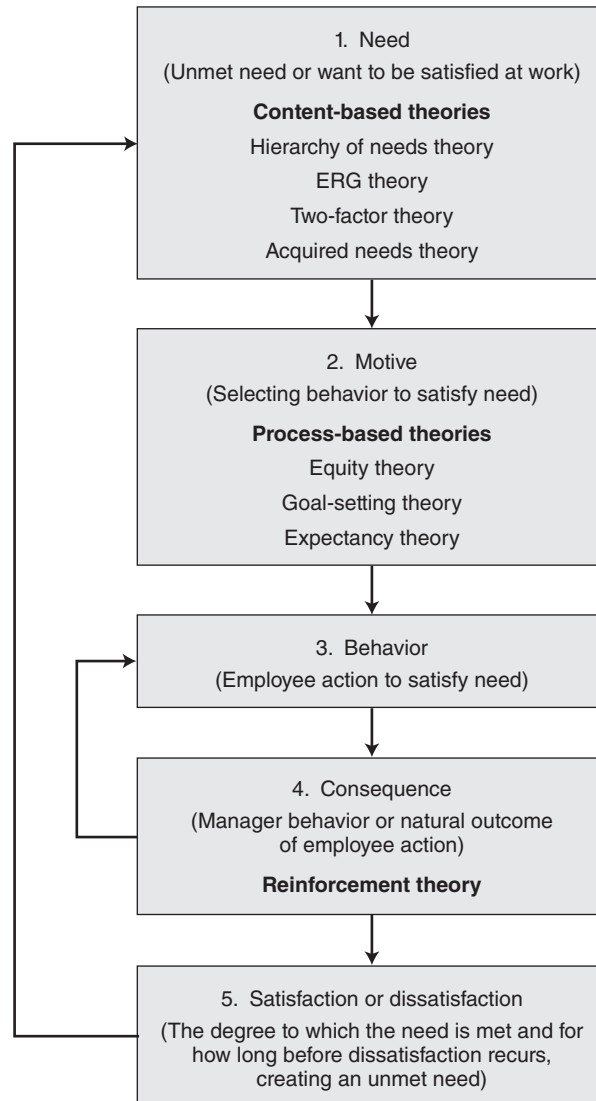 1. Need
(Unmet need or want to be satisfied at work)
Content-based theories
Hierarchy of needs theory
ERG theory
Two-factor theory
Acquired needs theory
2. Motive
(Selecting behavior to satisfy need)
Process-based theories
Equity theory
Goal-setting theory
Expectancy theory
3. Behavior
(Employee action to satisfy need)
4. Consequence
(Manager behavior or natural outcome
of employee action)
Reinforcement theory
5. Satisfaction or dissatisfaction
(The degree to which the need is met and for
how long before dissatisfaction recurs,
creating an unmet need)